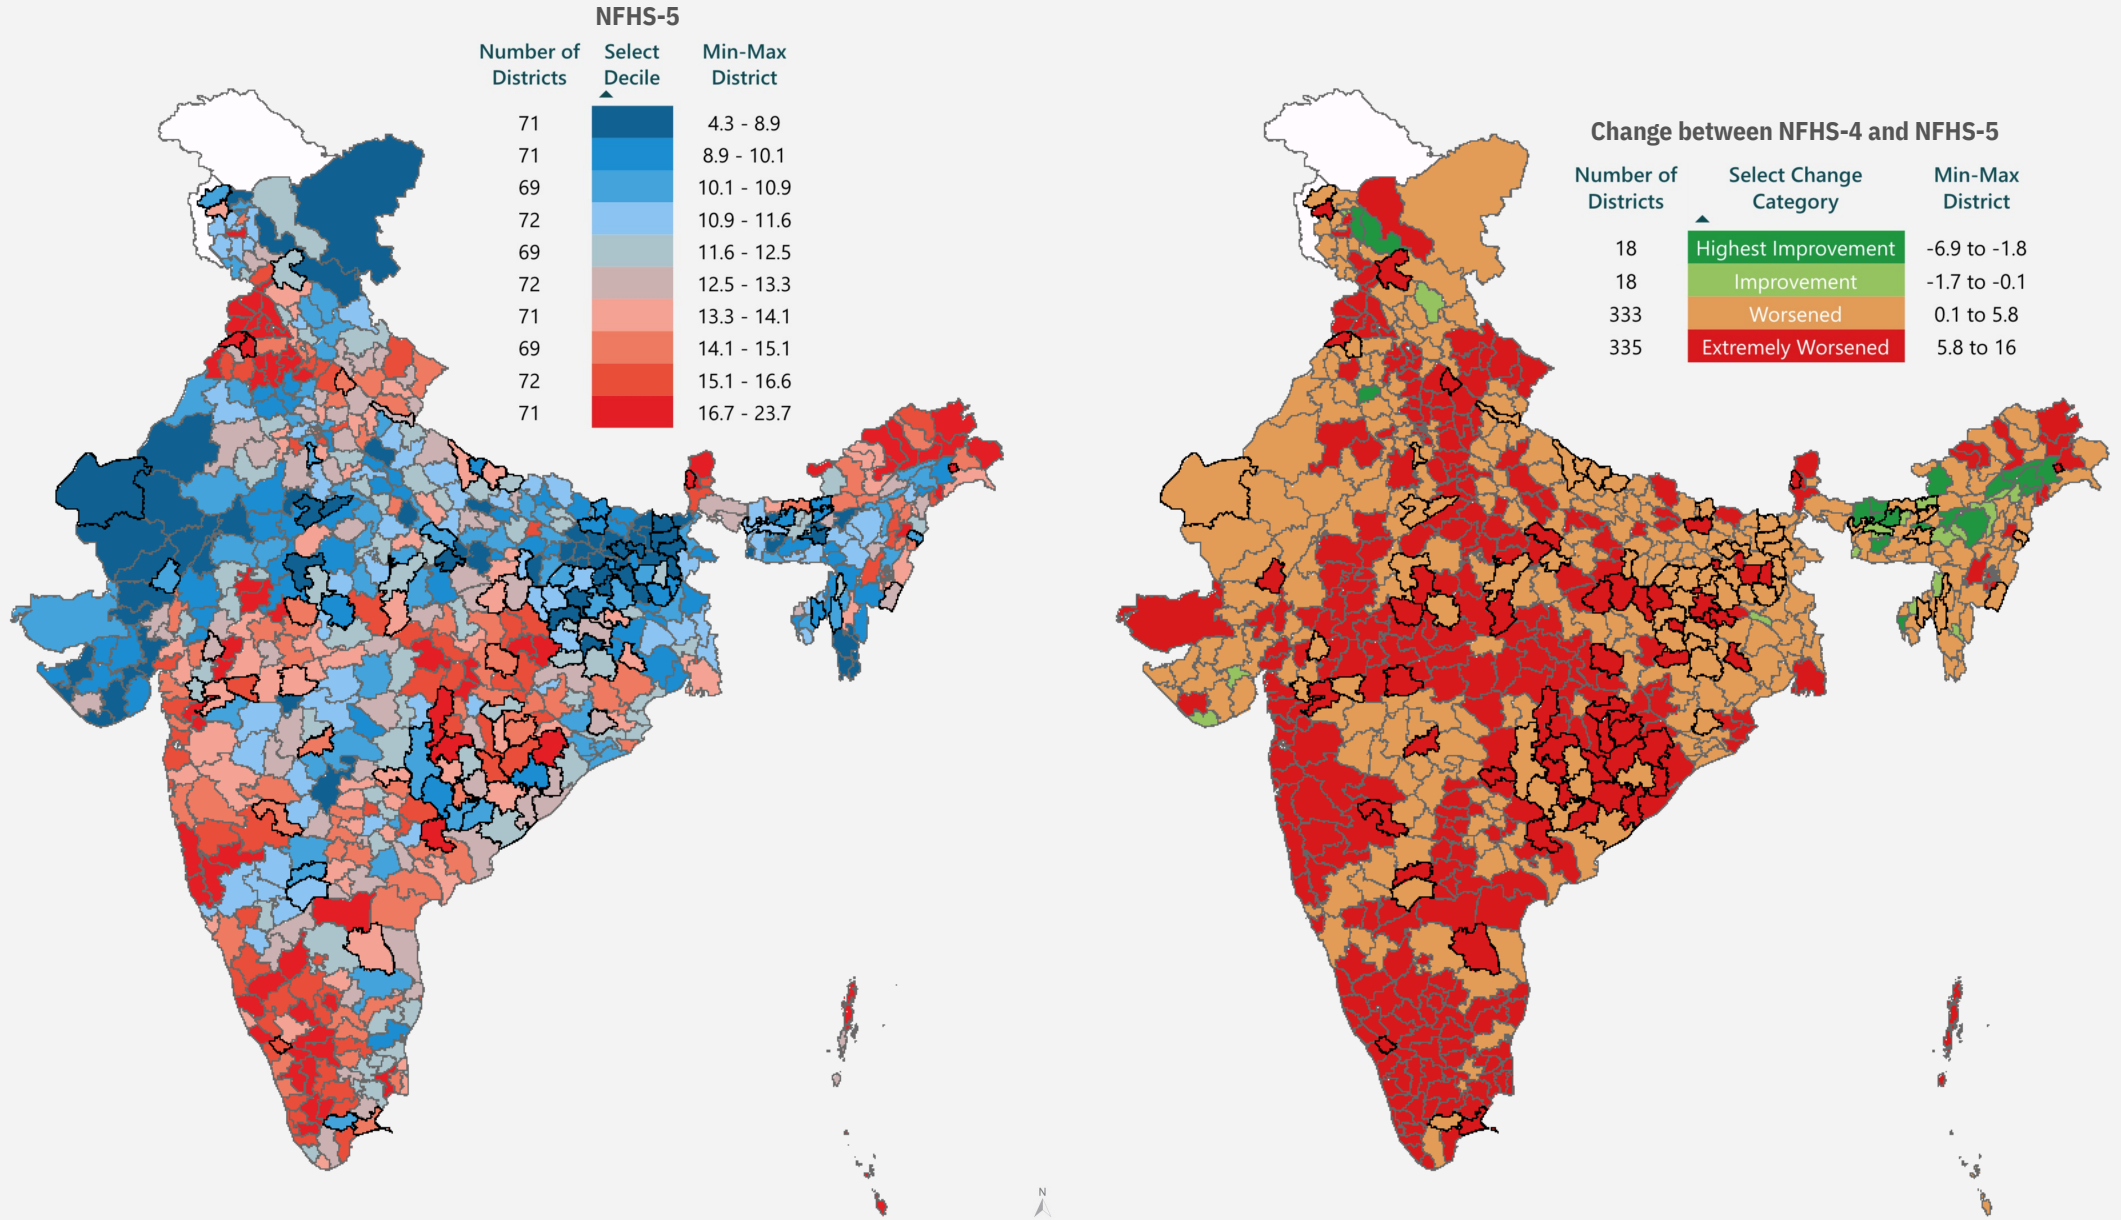 NFHS-5
Number of Districts Select Decile Min-Max District
71 4.3 - 8.9
71 8.9 - 10.1
69 10.1 - 10.9
72 10.9 - 11.6
69 11.6 - 12.5
72 12.5 - 13.3
71 13.3 - 14.1
69 14.1 - 15.1
72 15.1 - 16.6
71 16.7 - 23.7
Change between NFHS-4 and NFHS-5
Number of Districts Select Change Category Min-Max District
18 Highest Improvement -6.9 to -1.8
18 Improvement -1.7 to -0.1
333 Worsened 0.1 to 5.8
335 Extremely Worsened 5.8 to 16
N